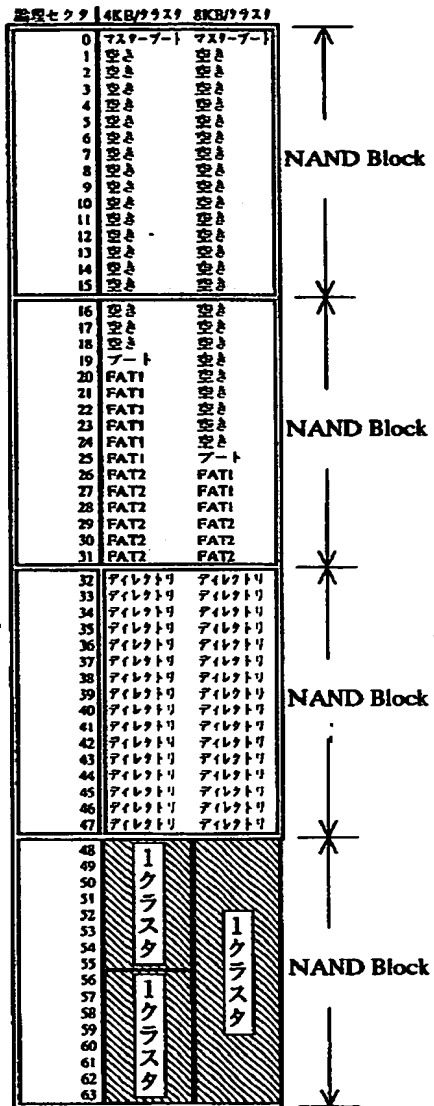 論理セクタ 4KB/クラスタ 8KB/クラスタ
0 マスターブート マスターブート
1 空き 空き
2 空き 空き
3 空き 空き
4 空き 空き
5 空き 空き
6 空き 空き
7 空き 空き
NAND Block
8 空き 空き
9 空き 空き
10 空き 空き
11 空き 空き
12 空き 空き
13 空き 空き
14 空き 空き
15 空き 空き
16 空き 空き
17 空き 空き
18 空き 空き
19 ブート 空き
20 FAT1 空き
21 FAT1 空き
22 FAT1 空き
23 FAT1 空き
NAND Block
24 FAT1 空き
25 FAT1 ブート
26 FAT2 FAT1
27 FAT2 FAT1
28 FAT2 FAT1
29 FAT2 FAT2
30 FAT2 FAT2
31 FAT2 FAT2
32 ディレクトリ ディレクトリ
33 ディレクトリ ディレクトリ
34 ディレクトリ ディレクトリ
35 ディレクトリ ディレクトリ
36 ディレクトリ ディレクトリ
37 ディレクトリ ディレクトリ
38 ディレクトリ ディレクトリ
39 ディレクトリ ディレクトリ
NAND Block
40 ディレクトリ ディレクトリ
41 ディレクトリ ディレクトリ
42 ディレクトリ ディレクトリ
43 ディレクトリ ディレクトリ
44 ディレクトリ ディレクトリ
45 ディレクトリ ディレクトリ
46 ディレクトリ ディレクトリ
47 ディレクトリ ディレクトリ
48
49
50
51
52
53
54
55
1クラスタ
56
57
58
59
60
61
62
63
1クラスタ
1クラスタ
NAND Block